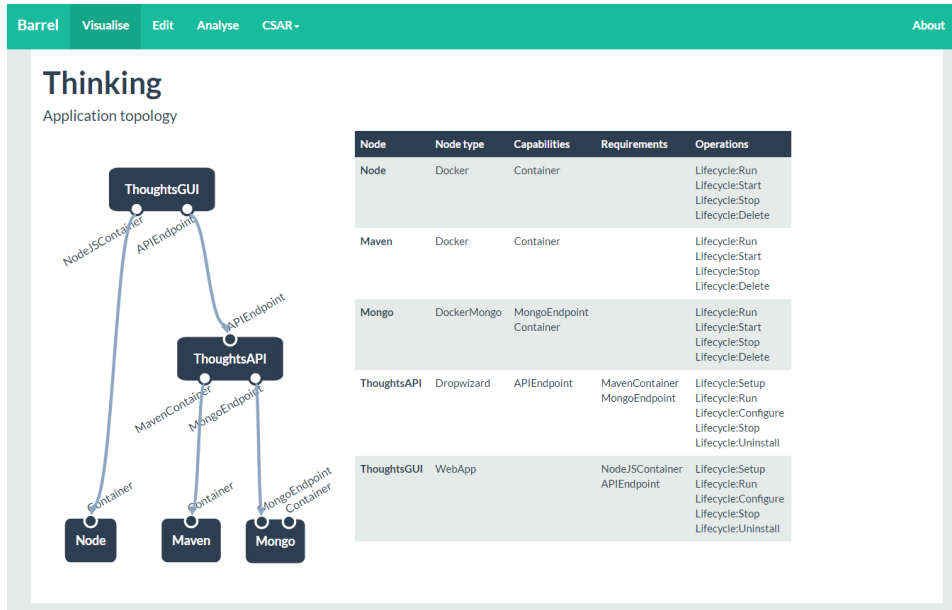 Barrel Visualise Edit Analyse CSAR About
Thinking
Application topology
ThoughtsGUI
NodeJSContainer
APIEndpoint
APIEndpoint
ThoughtsAPI
MavenContainer
MongoEndpoint
Container
Container
MongoEndpoint
Container
Node
Maven
Mongo
Node Node type Capabilities Requirements Operations
Node Docker Container Lifecycle:Run
Lifecycle:Start
Lifecycle:Stop
Lifecycle:Delete
Maven Docker Container Lifecycle:Run
Lifecycle:Start
Lifecycle:Stop
Lifecycle:Delete
Mongo DockerMongo MongoEndpoint Lifecycle:Run
Container Lifecycle:Start
Lifecycle:Stop
Lifecycle:Delete
ThoughtsAPI Dropwizard APIEndpoint MavenContainer Lifecycle:Setup
MongoEndpoint Lifecycle:Run
Lifecycle:Configure
Lifecycle:Stop
Lifecycle:Uninstall
ThoughtsGUI WebApp NodeJSContainer Lifecycle:Setup
APIEndpoint Lifecycle:Run
Lifecycle:Configure
Lifecycle:Stop
Lifecycle:Uninstall